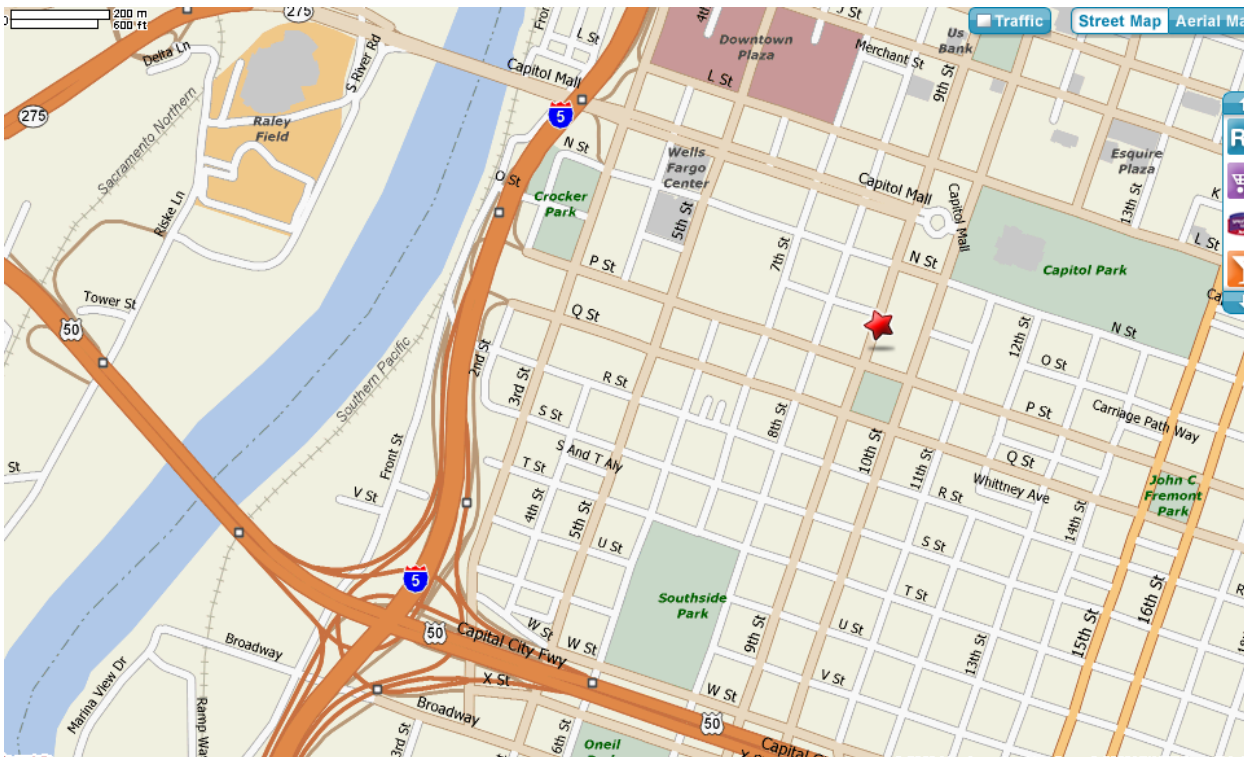 200 m
600 ft
275
275
Delta Ln
S River Rd
Front
L St
Capitol Mall
4th
J St
Traffic
Street Map
Aerial Ma
Downtown
Plaza
Merchant St
Us
Bank
9th St
L St
Raley
Field
Sacramento Northern
5
N St
O St
Wells
Fargo
Center
Crocker
Park
5th St
Capitol Mall
Capitol Mall
Esquire
Plaza
13th St
K
L St
R
Riske Ln
P St
7th St
N St
Capitol Park
Tower St
50
Q St
N St
12th St
O St
Southern Pacific
2nd St
3rd St
R St
S St
8th St
P St
Carriage Path Way
S And T Aly
T St
10th St
11th St
Q St
Whittney Ave
R St
14th St
John C
Fremont
Park
Front St
V St
St
4th St
5th St
U St
S St
5
Southside
Park
T St
R
Broadway
50
Capital City Fwy
W St
W St
9th St
U St
13th St
15th St
16th St
X St
V St
W St
Marina View Dr
Ramp Wa
Broadway
3rd St
6th St
Oneil
50
Capital C